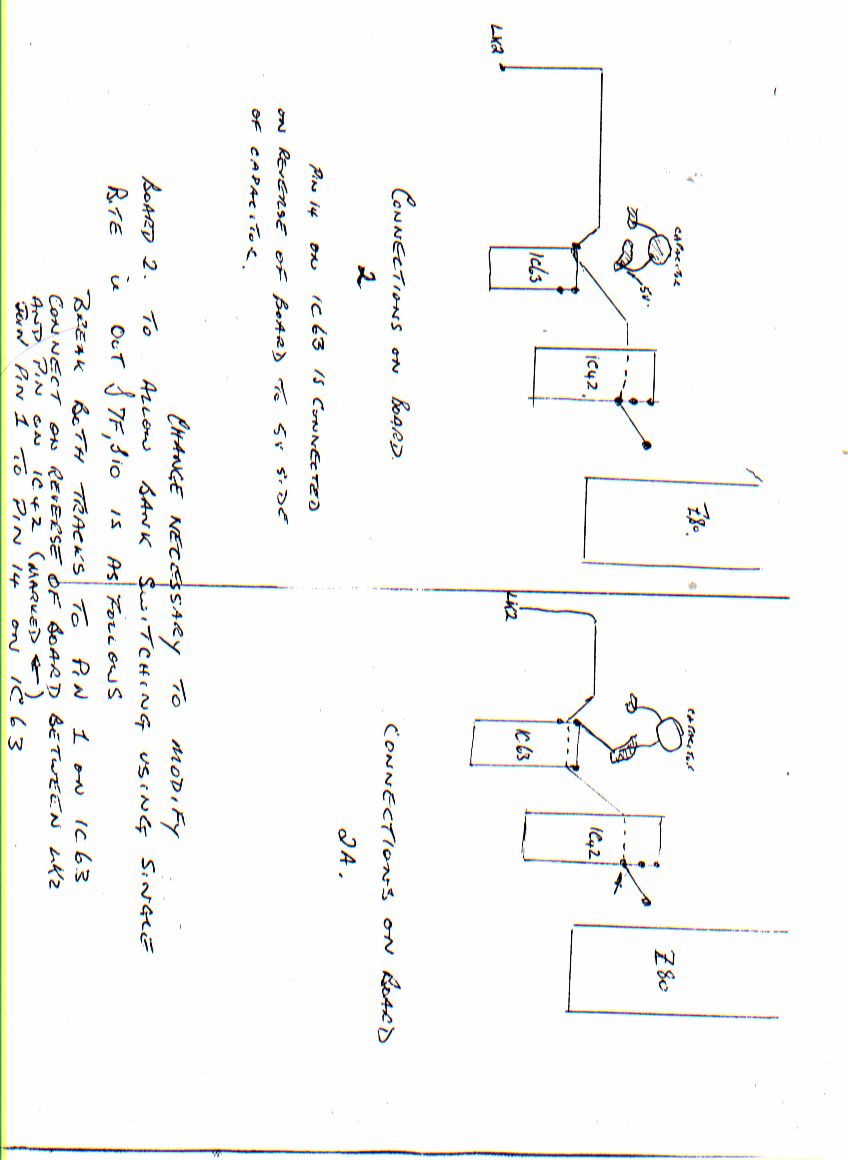 LK2
CAPACITOR
5V.
IC63
IC42.
Z80.
CONNECTIONS ON BOARD.
2
PIN 14 ON IC63 IS CONNECTED
ON REVERSE OF BOARD TO 5V SIDE
OF CAPACITOR.
LK2
CAPACITOR
IC63
IC42
Z80
CONNECTIONS ON BOARD
2A.
CHANGE NECESSARY TO MODIFY
BOARD 2. TO ALLOW BANK SWITCHING USING SINGLE
BITE ie OUT &7F,&10 IS AS FOLLOWS
BREAK BOTH TRACKS TO PIN 1 ON IC63
CONNECT ON REVERSE OF BOARD BETWEEN LK2
AND PIN ON IC42 (MARKED ←)
JOIN PIN 1 TO PIN 14 ON IC63